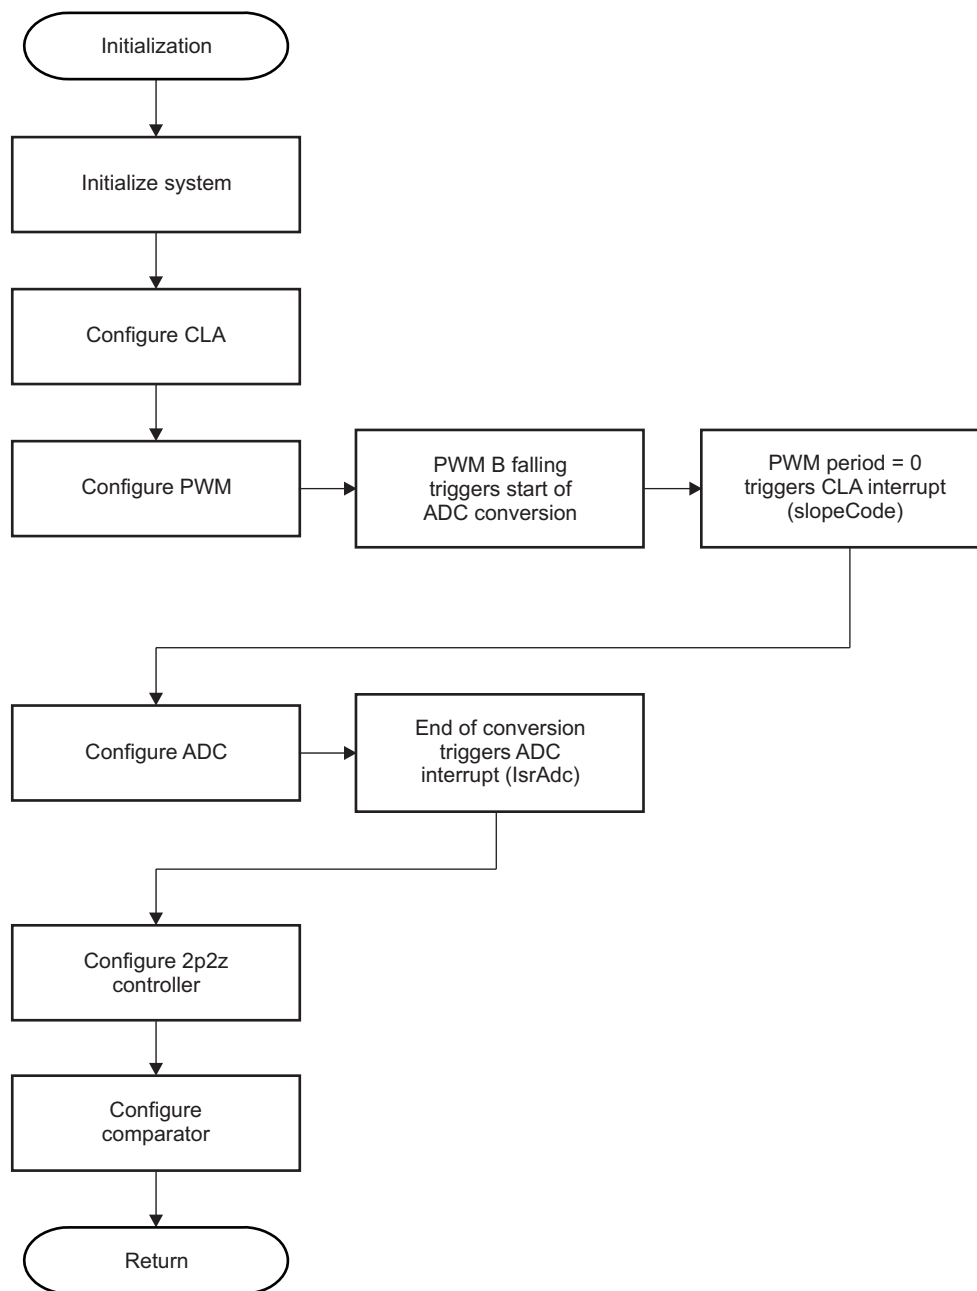 Initialization
Initialize system
Configure CLA
Configure PWM
PWM B falling
triggers start of
ADC conversion
PWM period = 0
triggers CLA interrupt
(slopeCode)
Configure ADC
End of conversion
triggers ADC
interrupt (IsrAdc)
Configure 2p2z
controller
Configure
comparator
Return